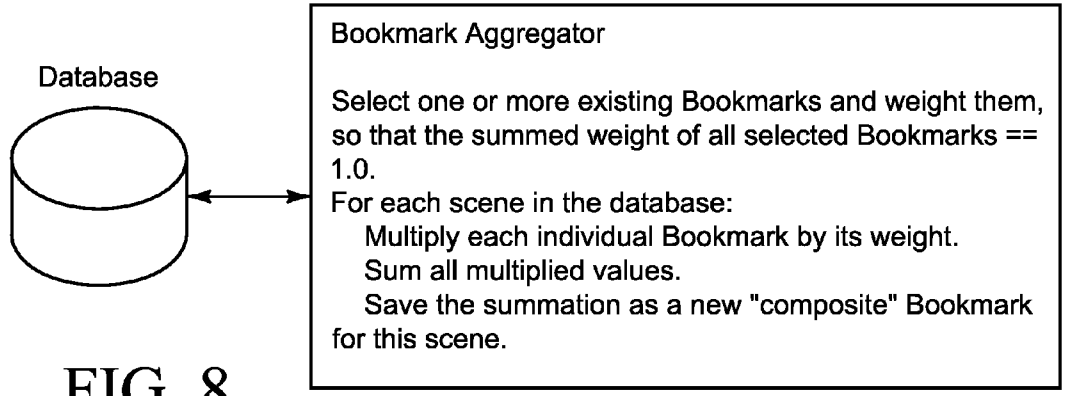 Database
Bookmark Aggregator
Select one or more existing Bookmarks and weight them,
so that the summed weight of all selected Bookmarks ==
1.0.
For each scene in the database:
Multiply each individual Bookmark by its weight.
Sum all multiplied values.
Save the summation as a new "composite" Bookmark
for this scene.
FIG. 8